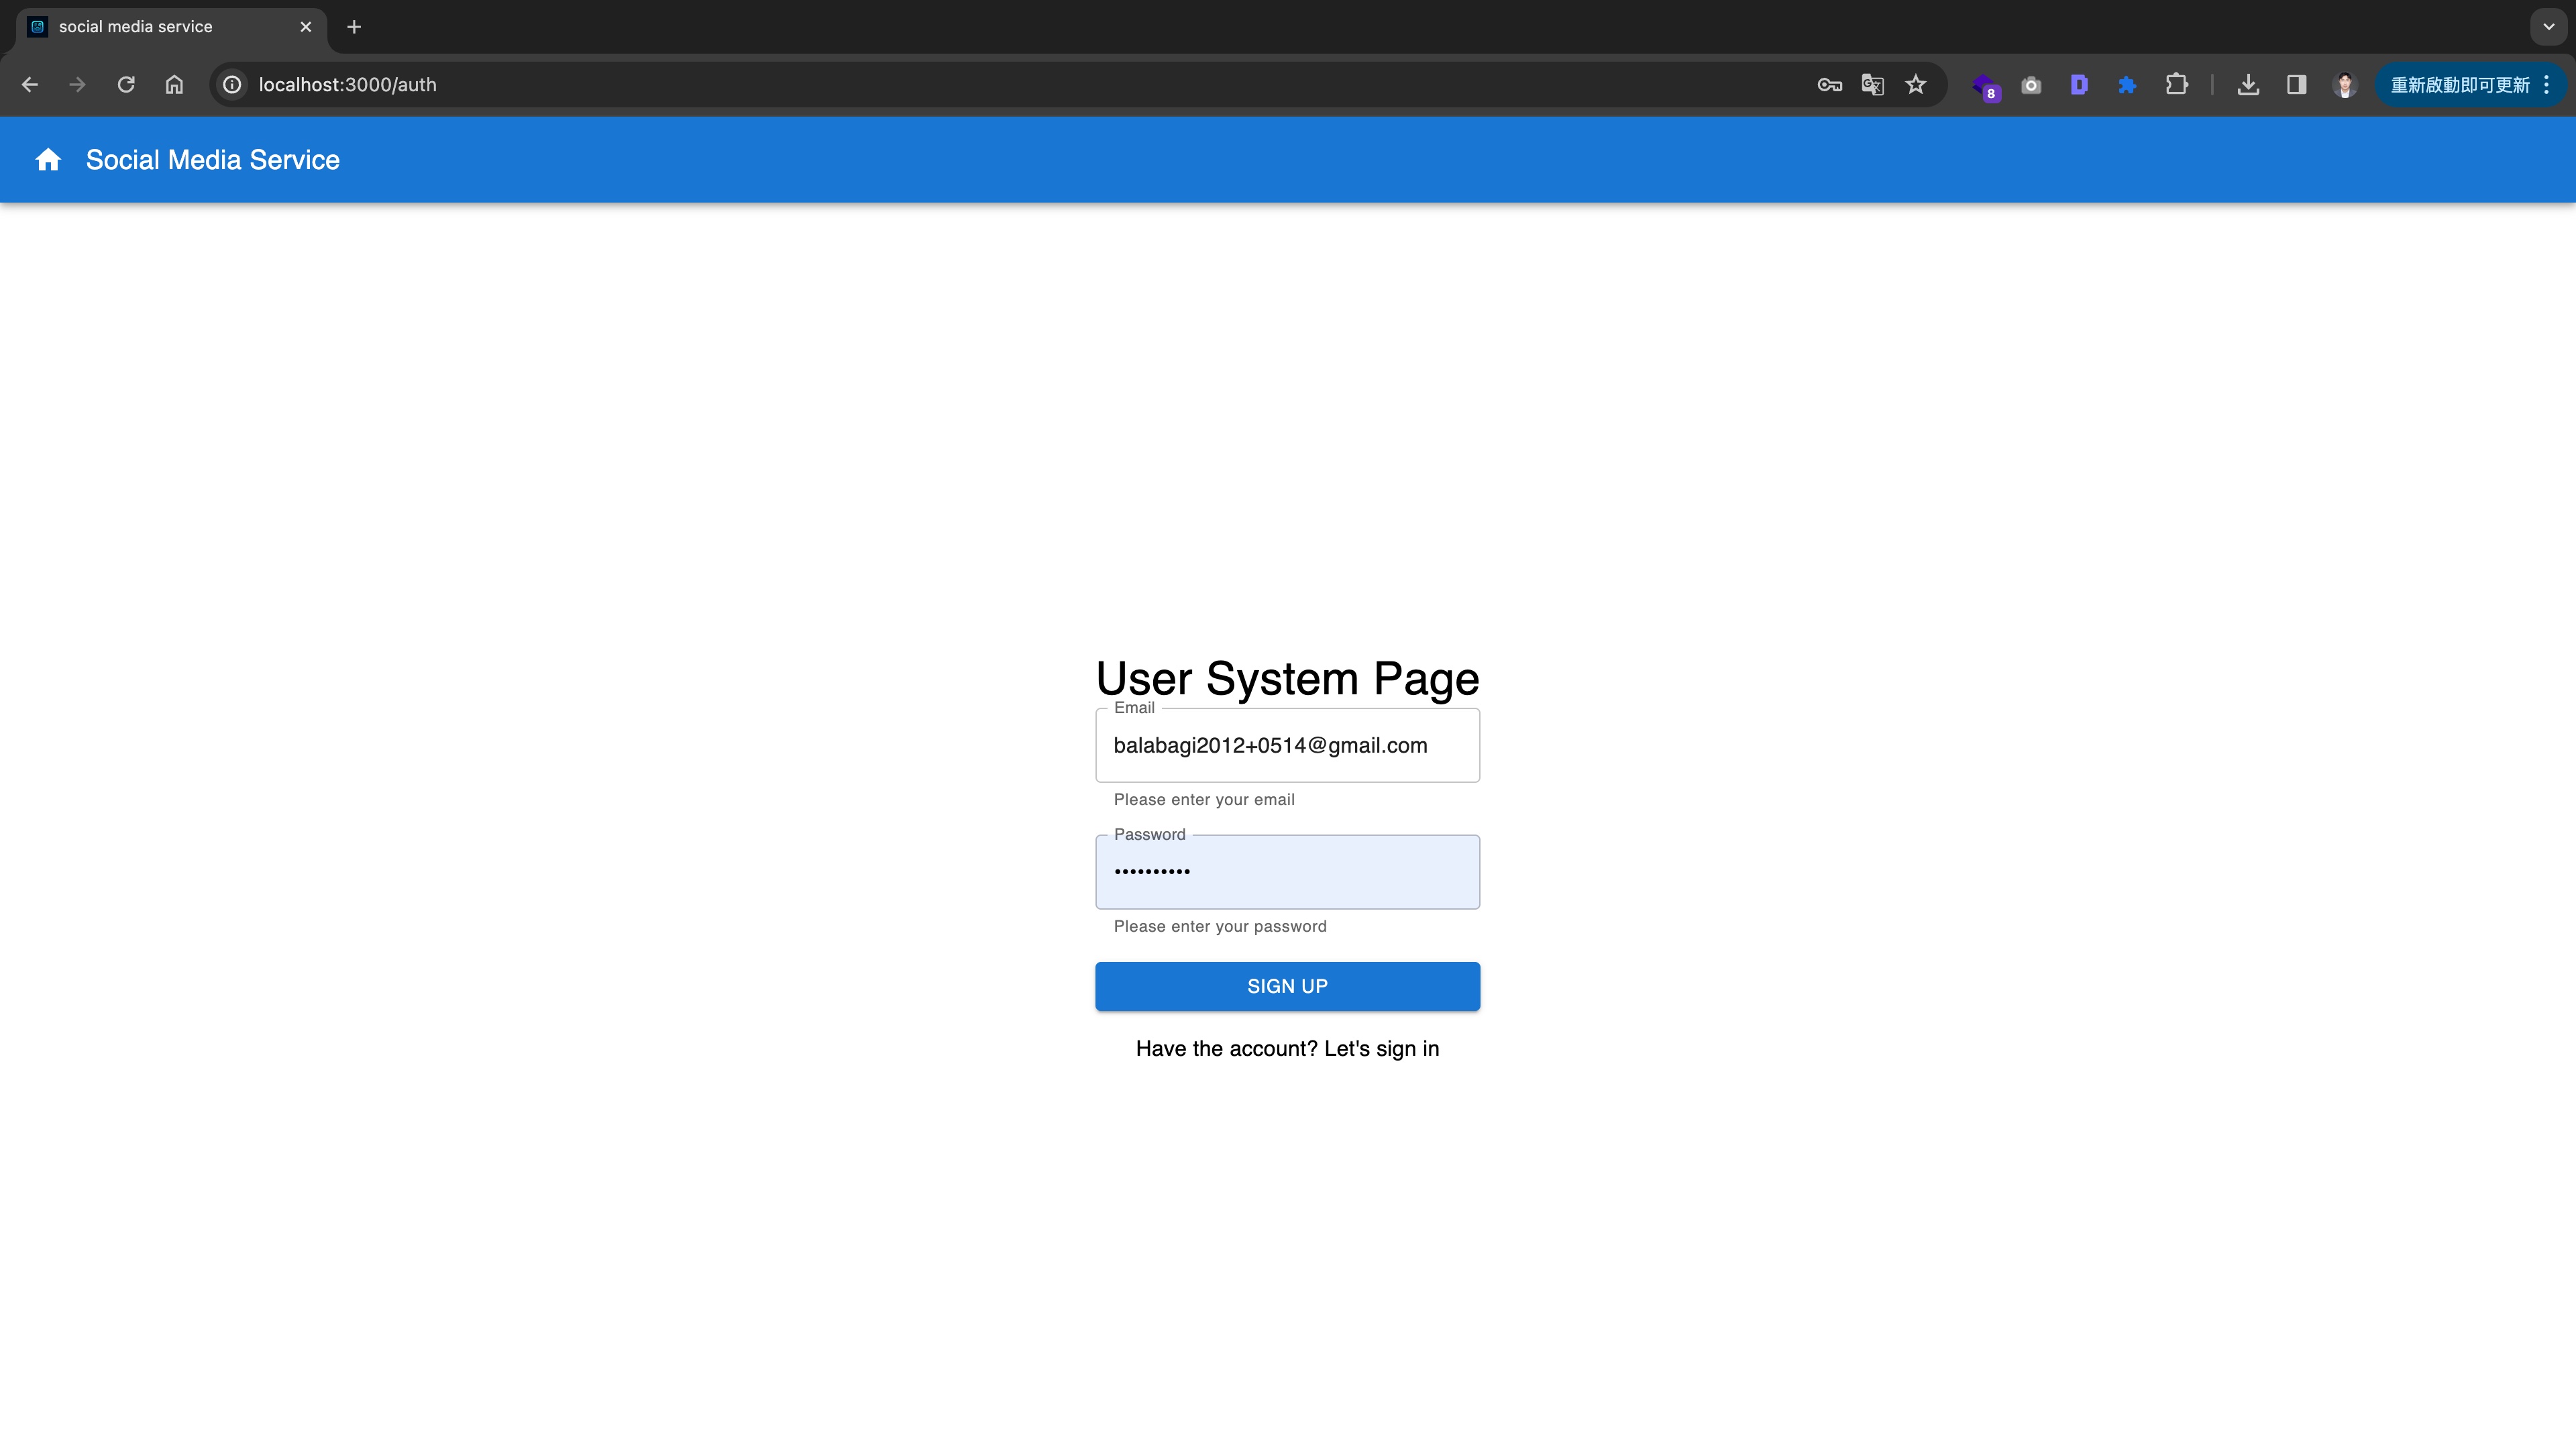 social media service
localhost:3000/auth
8
重新啟動即可更新
Social Media Service
User System Page
Email
balabagi2012+0514@gmail.com
Please enter your email
Password
••••••••••
Please enter your password
SIGN UP
Have the account? Let's sign in